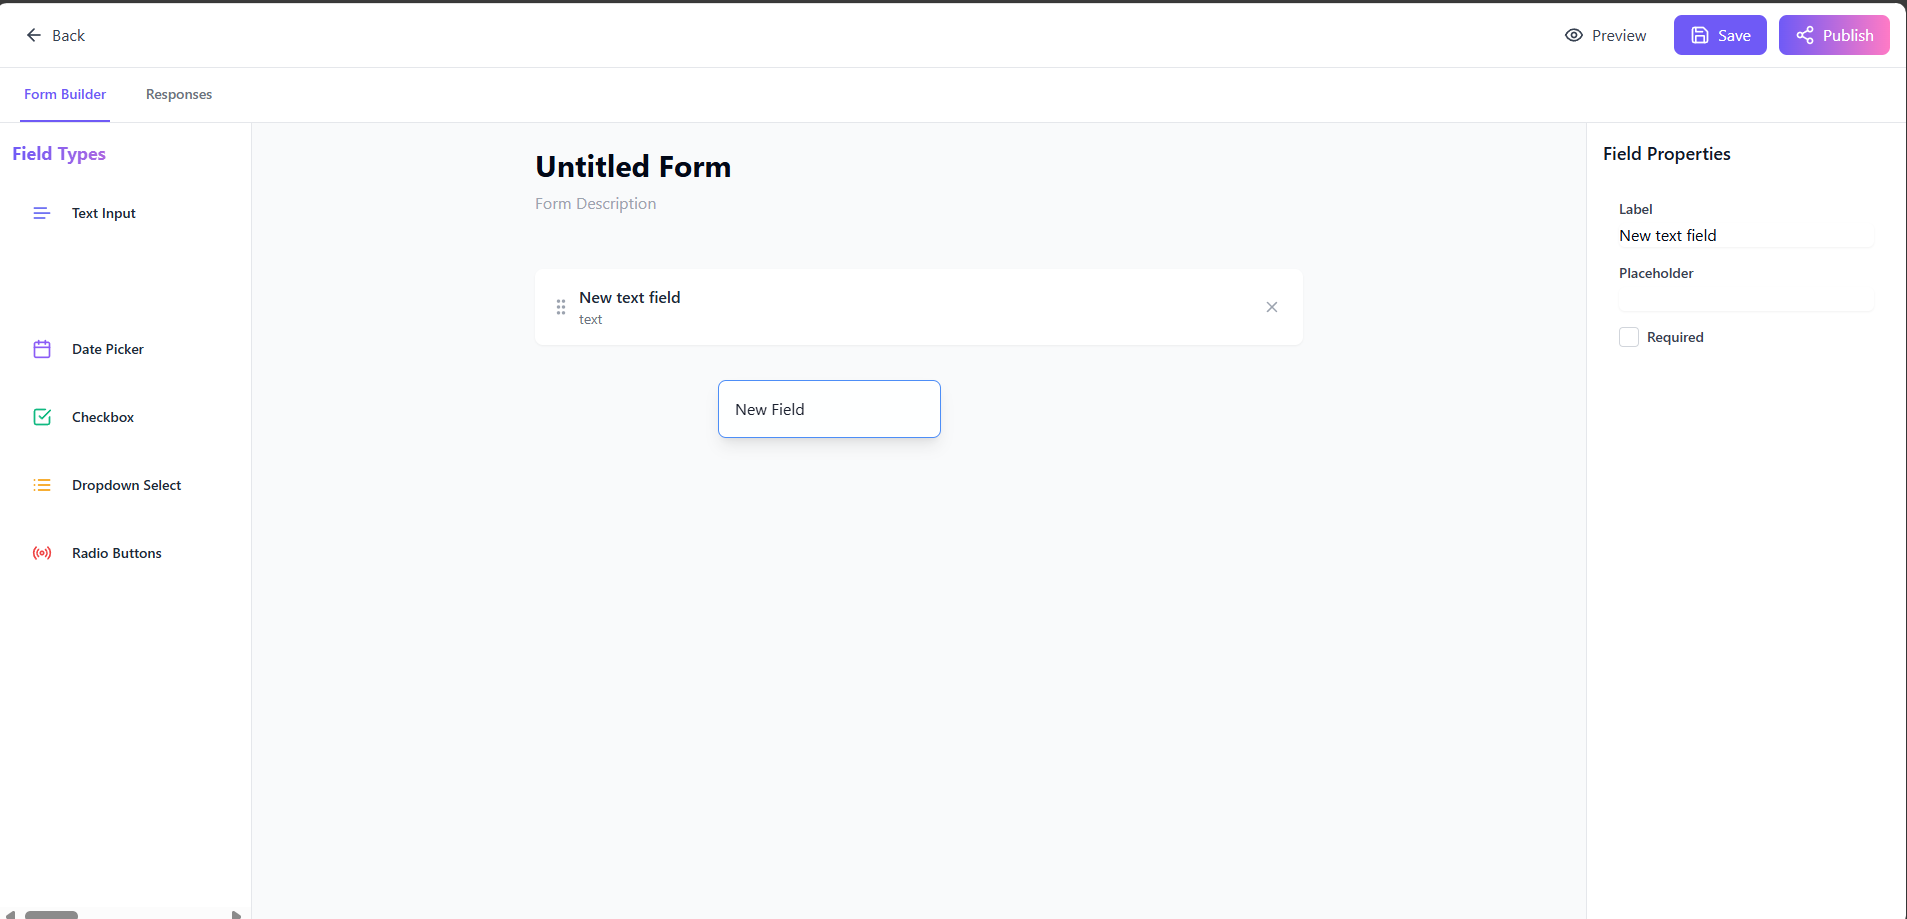 Back
Preview
Save
Publish
Form Builder
Responses
Field Types
Text Input
Date Picker
Checkbox
Dropdown Select
Radio Buttons
Untitled Form
Form Description
New text field
text
New Field
Field Properties
Label
New text field
Placeholder
Required